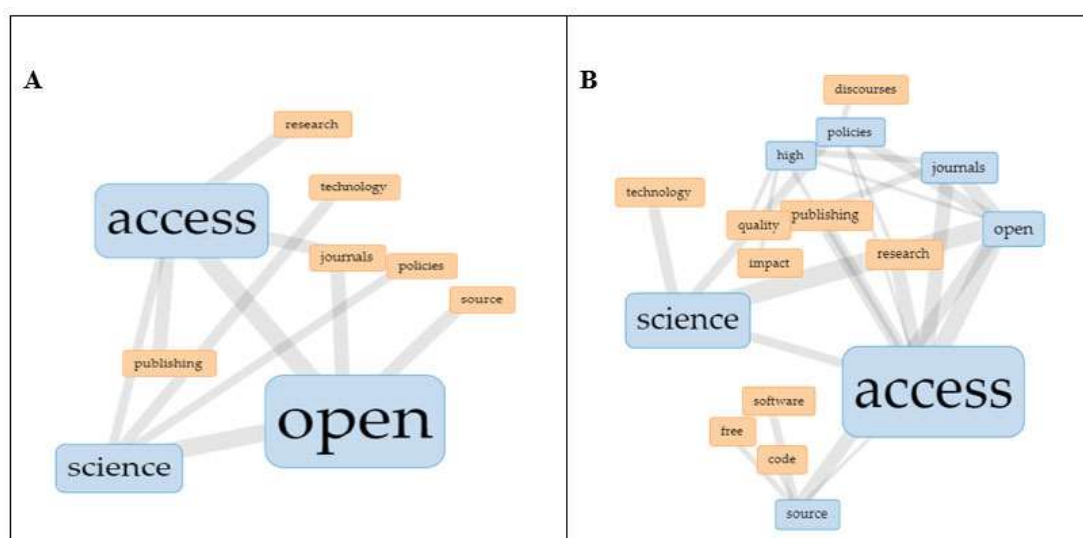 A
research
technology
access
journals
policies
source
publishing
open
science
B
discourses
policies
high
journals
technology
quality
publishing
open
research
impact
science
access
software
free
code
source